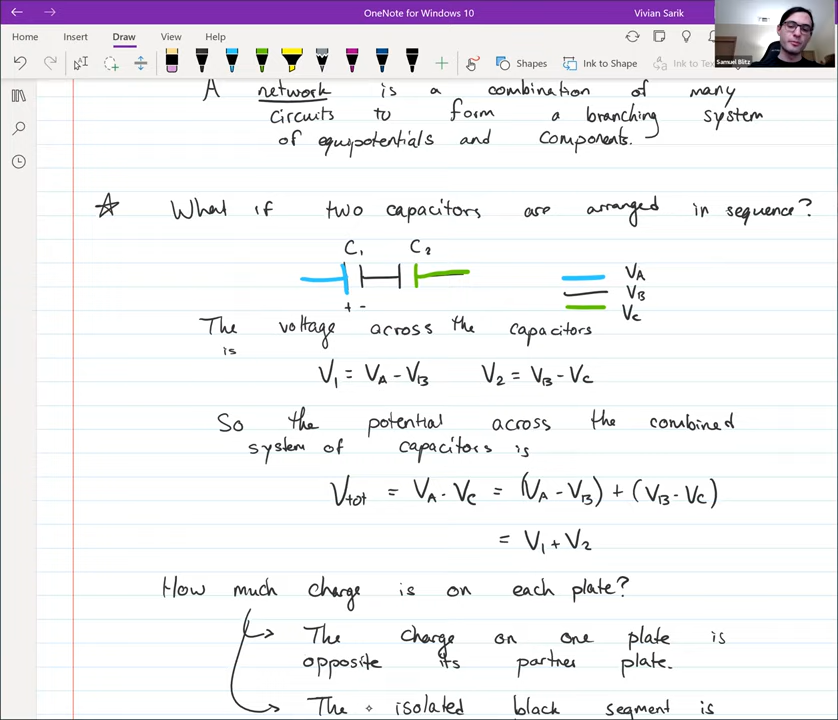 OneNote for Windows 10
Vivian Sarik
Samuel Blitz
Home Insert Draw View Help
Shapes Ink to Shape Ink to Tex
A network is a combination of many
circuits to form a branching system
of equipotentials and components.
☆ What if two capacitors are arranged in sequence?
C₁ C₂
+ -
VA
VB
VC
The voltage across the capacitors
is
V₁ = VA - VB V₂ = VB - VC
So the potential across the combined
system of capacitors is
Vtot = VA - VC = (VA - VB) + (VB - VC)
= V₁ + V₂
How much charge is on each plate?
The charge on one plate is
opposite its partner plate.
The isolated black segment is